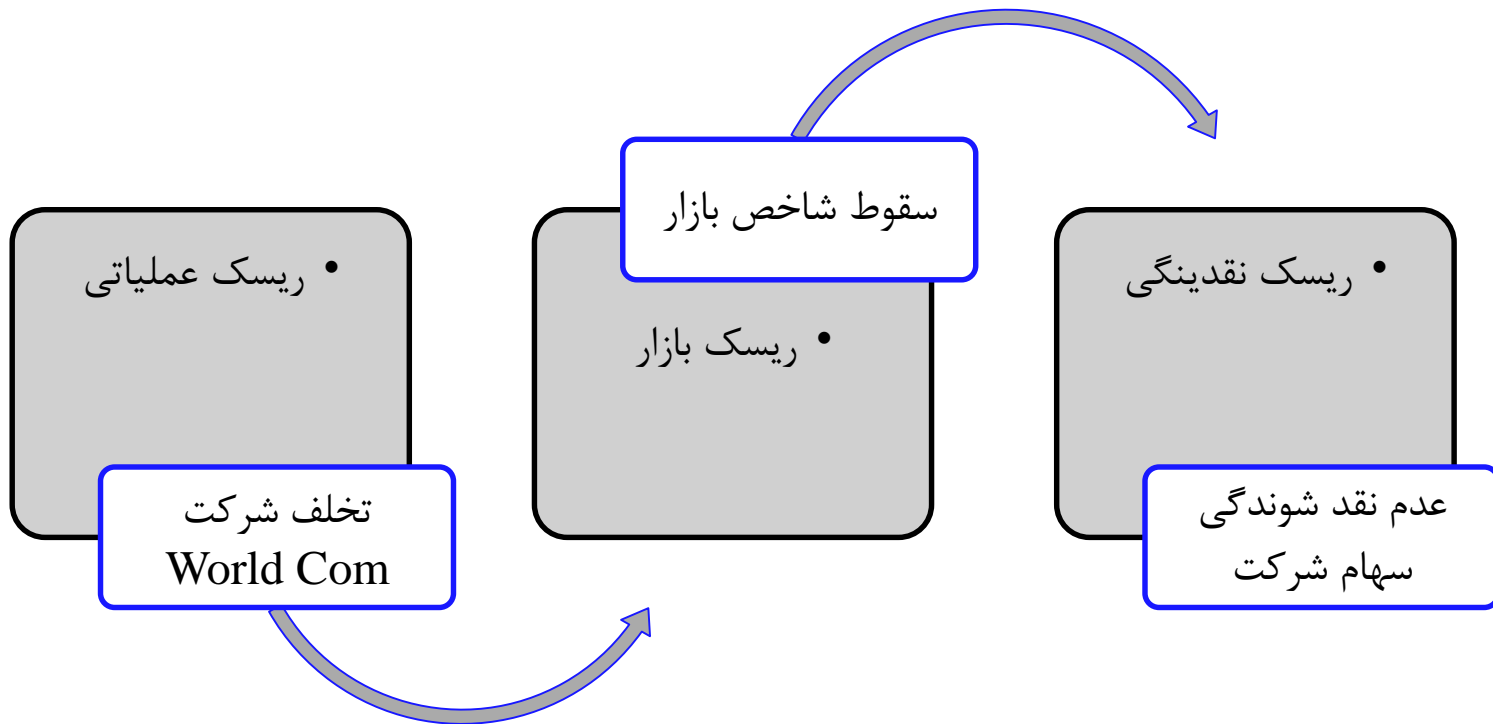 • ریسک عملیاتی
تخلف شرکت
World Com
سقوط شاخص بازار
• ریسک بازار
• ریسک نقدینگی
عدم نقد شوندگی
سهام شرکت